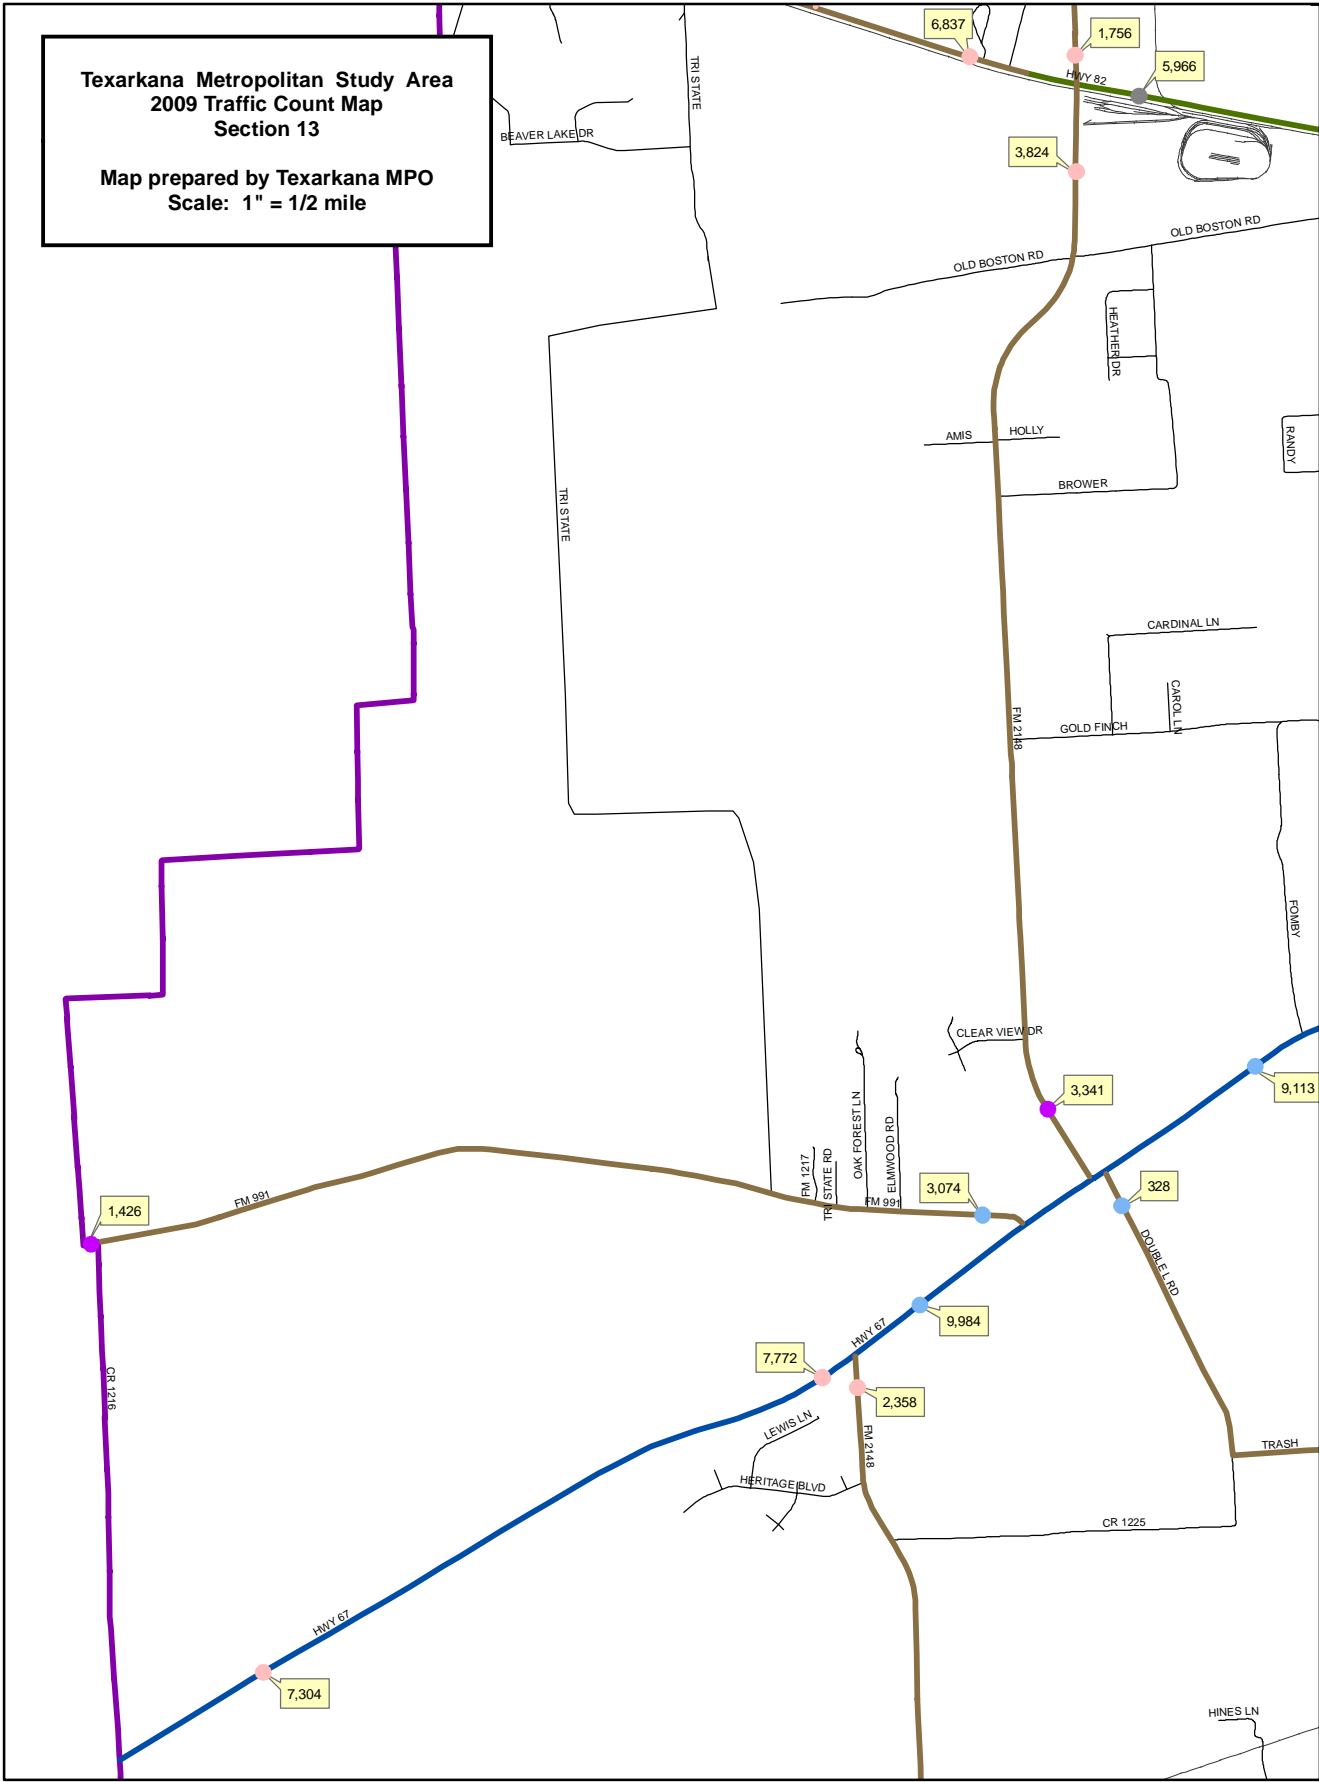 Texarkana Metropolitan Study Area
2009 Traffic Count Map
Section 13
Map prepared by Texarkana MPO
Scale: 1" = 1/2 mile
6,837
1,756
HWY 82
5,966
TRI STATE
BEAVER LAKE DR
3,824
OLD BOSTON RD
OLD BOSTON RD
HEATHER DR
AMIS
HOLLY
RANDY
BROWER
TRI STATE
CARDINAL LN
CAROL LN
FM 2148
GOLD FINCH
FOMBY
CLEAR VIEW DR
9,113
3,341
OAK FOREST LN
ELMWOOD RD
FM 1217
TRI STATE RD
FM 991
3,074
328
FM 991
1,426
DOUBLE L RD
9,984
HWY 67
7,772
2,358
CR 1216
LEWIS LN
FM 2148
TRASH
HERITAGE BLVD
CR 1225
HWY 67
7,304
HINES LN